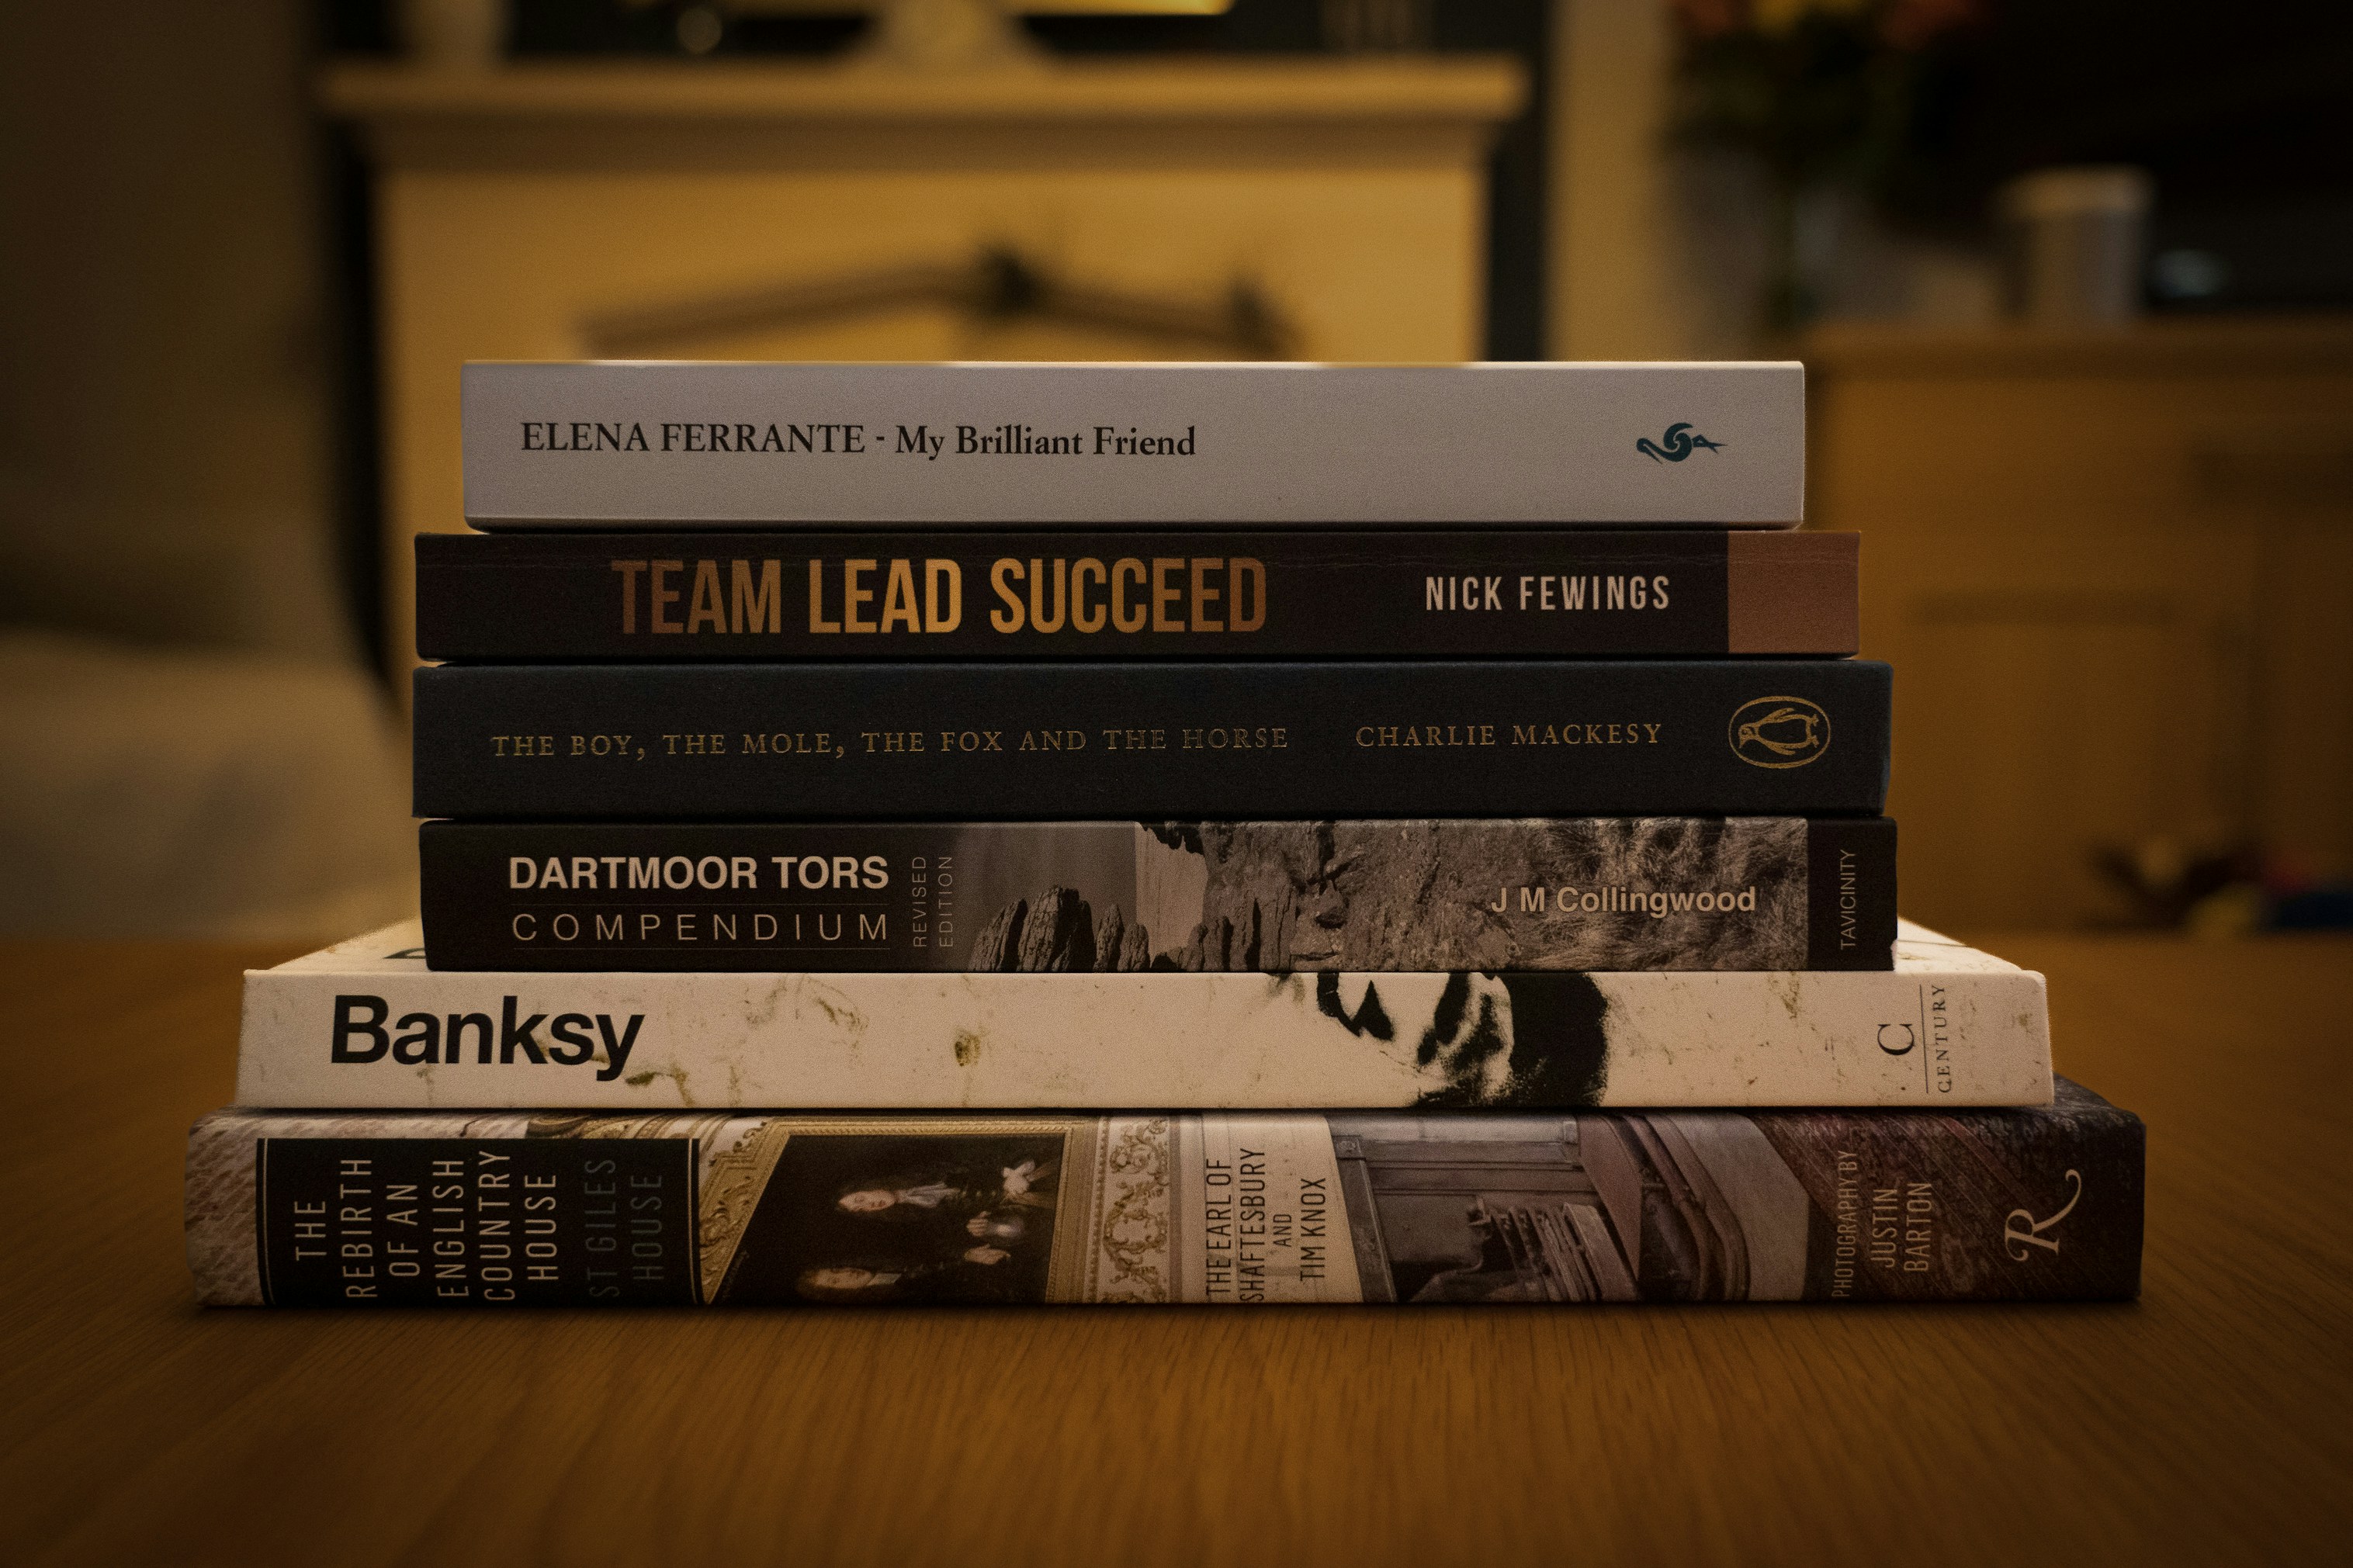 ELENA FERRANTE - My Brilliant Friend
TEAM LEAD SUCCEED NICK FEWINGS
THE BOY, THE MOLE, THE FOX AND THE HORSE CHARLIE MACKESY
DARTMOOR TORS
COMPENDIUM
REVISED
EDITION
J M Collingwood
TAVICINITY
Banksy
C
CENTURY
THE
REBIRTH
OF AN
ENGLISH
COUNTRY
HOUSE
ST GILES
HOUSE
THE EARL OF
SHAFTESBURY
AND
TIM KNOX
PHOTOGRAPHY BY
JUSTIN
BARTON
R